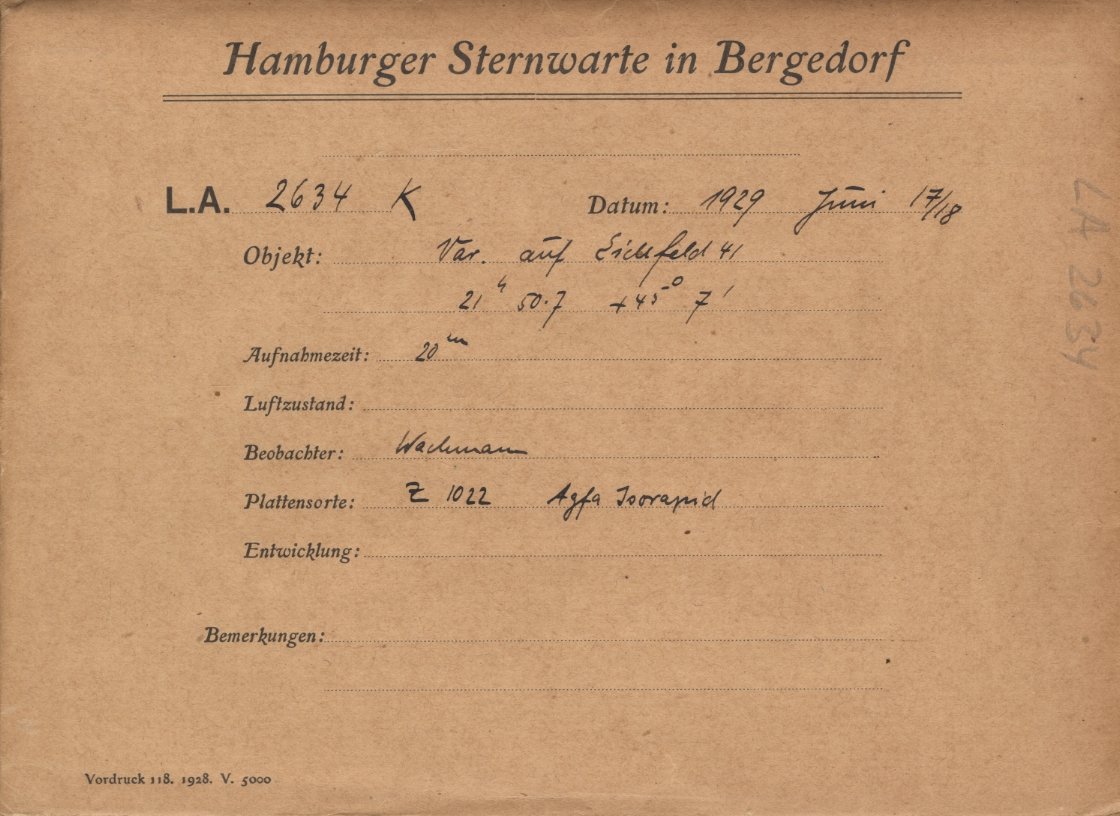 Hamburger Sternwarte in Bergedorf
L.A. 2634 K Datum: 1929 Juni 17/18
Objekt: Var. auf Eichfeld 41
21ʰ 50.7 +45° 7'
Aufnahmezeit: 20ᵐ
Luftzustand:
Beobachter: Wachmann
Plattensorte: Z 1022 Agfa Isorapid
Entwicklung:
Bemerkungen:
Vordruck 118. 1928. V. 5000
LA 2634